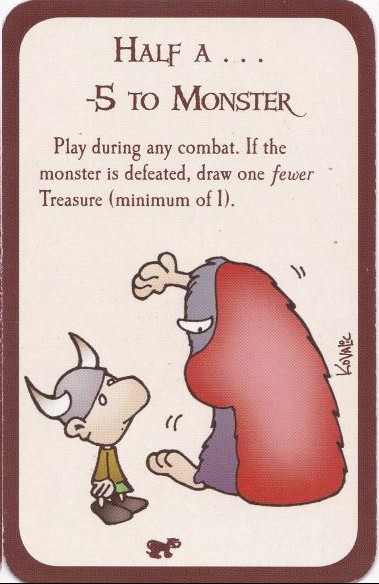 Half a . . .
-5 to Monster
Play during any combat. If the
monster is defeated, draw one fewer
Treasure (minimum of 1).
Kovalic